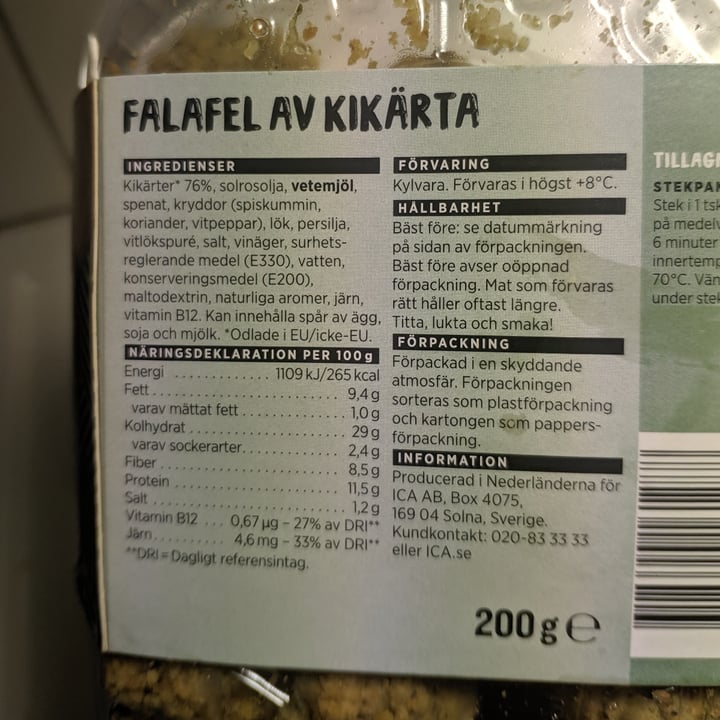 FALAFEL AV KIKÄRTA
INGREDIENSER
Kikärter* 76%, solrosolja, vetemjöl,
spenat, kryddor (spiskummin,
koriander, vitpeppar), lök, persilja,
vitlökspuré, salt, vinäger, surhets-
reglerande medel (E330), vatten,
konserveringsmedel (E200),
maltodextrin, naturliga aromer, järn,
vitamin B12. Kan innehålla spår av ägg,
soja och mjölk. *Odlade i EU/icke-EU.
NÄRINGSDEKLARATION PER 100 g
Energi ............ 1109 kJ/265 kcal
Fett ............ 9,4 g
varav mättat fett ............ 1,0 g
Kolhydrat ............ 29 g
varav sockerarter ............ 2,4 g
Fiber ............ 8,5 g
Protein ............ 11,5 g
Salt ............ 1,2 g
Vitamin B12 ... 0,67 µg – 27% av DRI**
Järn .......... 4,6 mg – 33% av DRI**
**DRI = Dagligt referensintag.
FÖRVARING
Kylvara. Förvaras i högst +8°C.
HÅLLBARHET
Bäst före: se datummärkning
på sidan av förpackningen.
Bäst före avser oöppnad
förpackning. Mat som förvaras
rätt håller oftast längre.
Titta, lukta och smaka!
FÖRPACKNING
Förpackad i en skyddande
atmosfär. Förpackningen
sorteras som plastförpackning
och kartongen som pappers-
förpackning.
INFORMATION
Producerad i Nederländerna för
ICA AB, Box 4075,
169 04 Solna, Sverige.
Kundkontakt: 020-83 33 33
eller ICA.se
200 g e
TILLAG
STEKPAN
Stek i 1 tsk
på medelv
6 minuter
innertemp
70°C. Vän
under stek